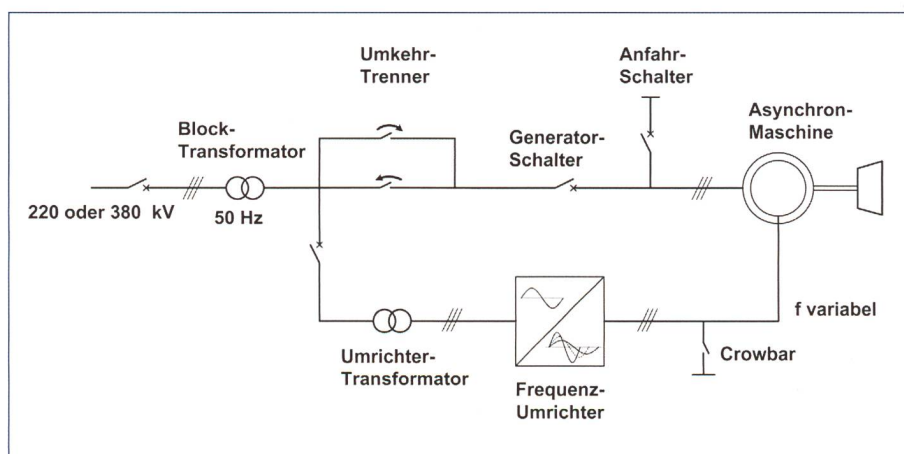 Umkehr-
Trenner
Anfahr-
Schalter
Asynchron-
Maschine
Block-
Transformator
Generator-
Schalter
220 oder 380 kV
50 Hz
f variabel
Umrichter-
Transformator
Frequenz-
Umrichter
Crowbar